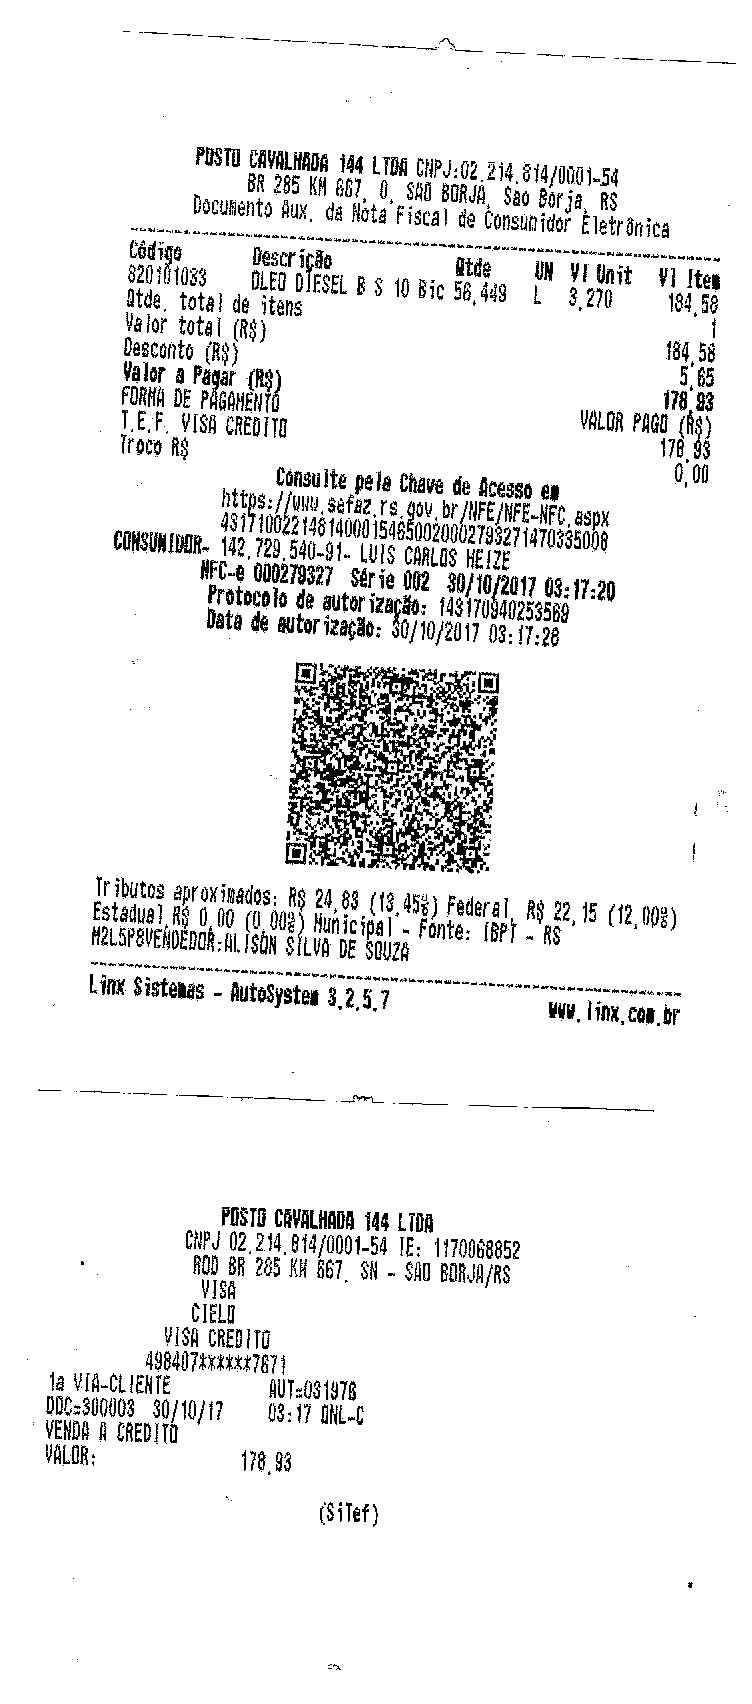 POSTO CAVALHADA 144 LTDA CNPJ:02.214.814/0001-54
BR 285 KM 667, 0, SAO BORJA, Sao Borja, RS
Documento Aux. da Nota Fiscal de Consumidor Eletrônica
Código Descrição Qtde UN Vl Unit Vl Item
820101033 OLEO DIESEL B S 10 Bic 56,449 L 3,270 184,58
Qtde. total de itens 1
Valor total (R$) 184,58
Desconto (R$) 5,65
Valor a Pagar (R$) 178,93
FORMA DE PAGAMENTO VALOR PAGO (R$)
T.E.F. VISA CREDITO 178,93
Troco R$ 0,00
Consulte pela Chave de Acesso em
https://www.sefaz.rs.gov.br/NFE/NFE-NFC.aspx
43171002214814000154650020002793271470335008
CONSUMIDOR- 142.729.540-91- LUIS CARLOS HEIZE
NFC-e 000279327 Série 002 30/10/2017 03:17:20
Protocolo de autorização: 143170940253569
Data de autorização: 30/10/2017 03:17:28
Tributos aproximados: R$ 24,83 (13,45%) Federal, R$ 22,15 (12,00%)
Estadual R$ 0,00 (0,00%) Municipal - Fonte: IBPT - RS
M2L5P8VENDEDOR:ALISON SILVA DE SOUZA
Linx Sistemas - AutoSystem 3.2.5.7 www.linx.com.br
POSTO CAVALHADA 144 LTDA
CNPJ 02.214.814/0001-54 IE: 1170068852
ROD BR 285 KM 667, SN - SAO BORJA/RS
VISA
CIELO
VISA CREDITO
498407******7671
1a VIA-CLIENTE AUT=031976
DOC=300003 30/10/17 03:17 ONL-C
VENDA A CREDITO
VALOR: 178,93
(SiTef)